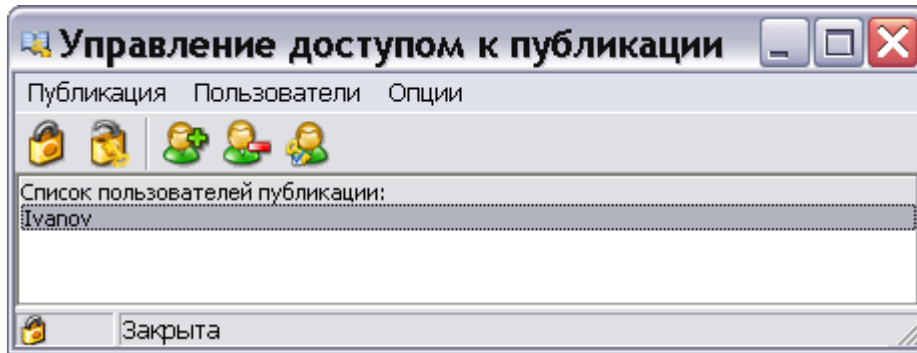 Управление доступом к публикации
Публикация Пользователи Опции
Список пользователей публикации:
Ivanov
Закрыта